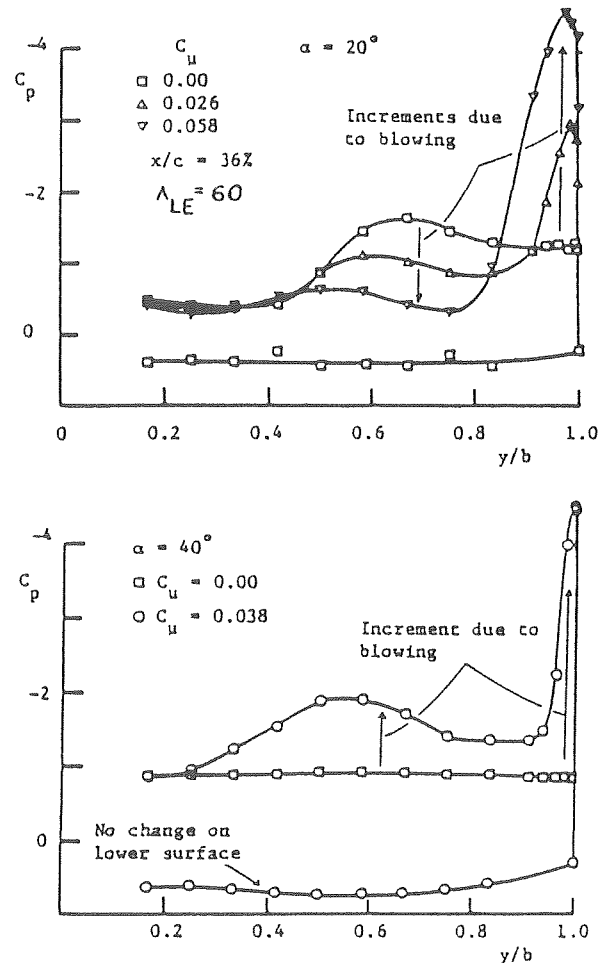 -4
C_μ
α = 20°
C_p
□ 0.00
△ 0.026
▽ 0.058
Increments due
to blowing
x/c = 36%
Λ_LE = 60
-2
0
0
0.2
0.4
0.6
0.8
1.0
y/b
-4
α = 40°
C_p
□ C_μ = 0.00
○ C_μ = 0.038
Increment due to
blowing
-2
No change on
lower surface
0
0.2
0.4
0.6
0.8
1.0
y/b